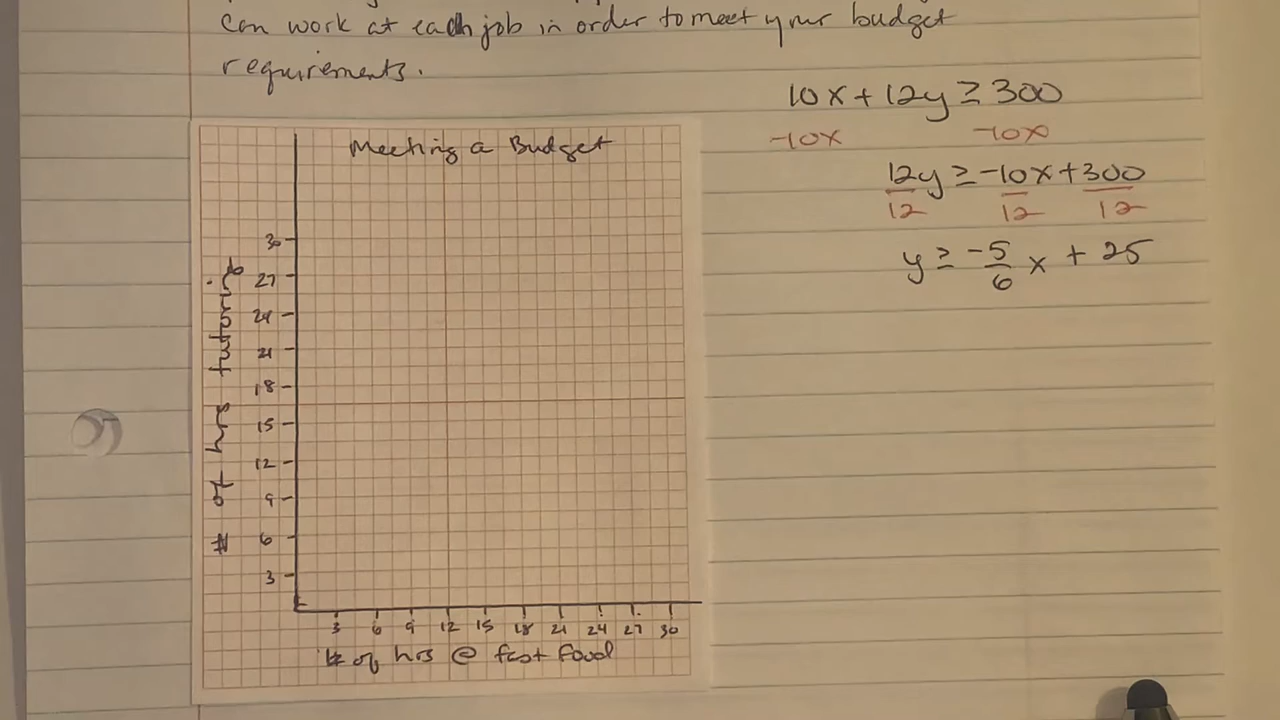 can work at each job in order to meet your budget
requirements.
10x + 12y ≥ 300
-10x -10x
12y ≥ -10x + 300
12 12 12
y ≥ -5/6 x + 25
Meeting a Budget
# of hrs tutoring
30
27
24
21
18
15
12
9
6
3
3 6 9 12 15 18 21 24 27 30
# of hrs @ fast food